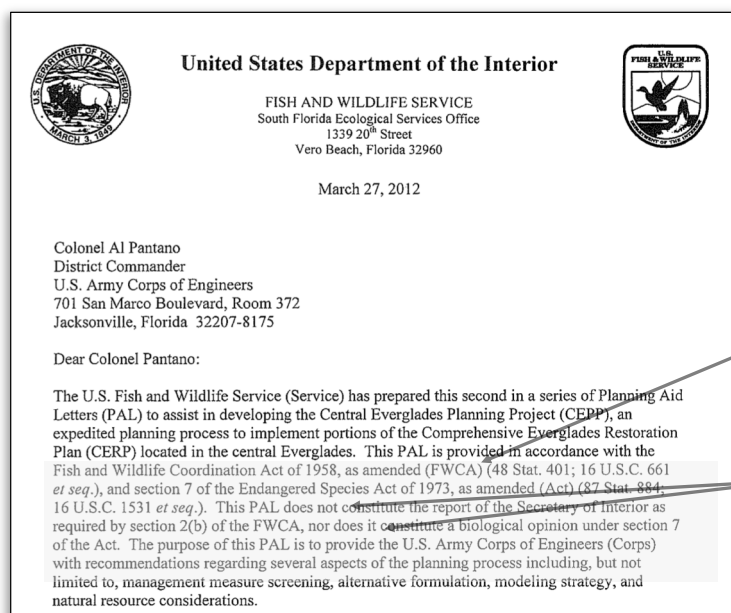 U.S. DEPARTMENT OF THE INTERIOR
MARCH 3, 1849
United States Department of the Interior
U.S.
FISH & WILDLIFE
SERVICE
DEPARTMENT OF THE INTERIOR
FISH AND WILDLIFE SERVICE
South Florida Ecological Services Office
1339 20th Street
Vero Beach, Florida 32960
March 27, 2012
Colonel Al Pantano
District Commander
U.S. Army Corps of Engineers
701 San Marco Boulevard, Room 372
Jacksonville, Florida 32207-8175
Dear Colonel Pantano:
The U.S. Fish and Wildlife Service (Service) has prepared this second in a series of Planning Aid
Letters (PAL) to assist in developing the Central Everglades Planning Project (CEPP), an
expedited planning process to implement portions of the Comprehensive Everglades Restoration
Plan (CERP) located in the central Everglades. This PAL is provided in accordance with the
Fish and Wildlife Coordination Act of 1958, as amended (FWCA) (48 Stat. 401; 16 U.S.C. 661
et seq.), and section 7 of the Endangered Species Act of 1973, as amended (Act) (87 Stat. 884;
16 U.S.C. 1531 et seq.). This PAL does not constitute the report of the Secretary of Interior as
required by section 2(b) of the FWCA, nor does it constitute a biological opinion under section 7
of the Act. The purpose of this PAL is to provide the U.S. Army Corps of Engineers (Corps)
with recommendations regarding several aspects of the planning process including, but not
limited to, management measure screening, alternative formulation, modeling strategy, and
natural resource considerations.